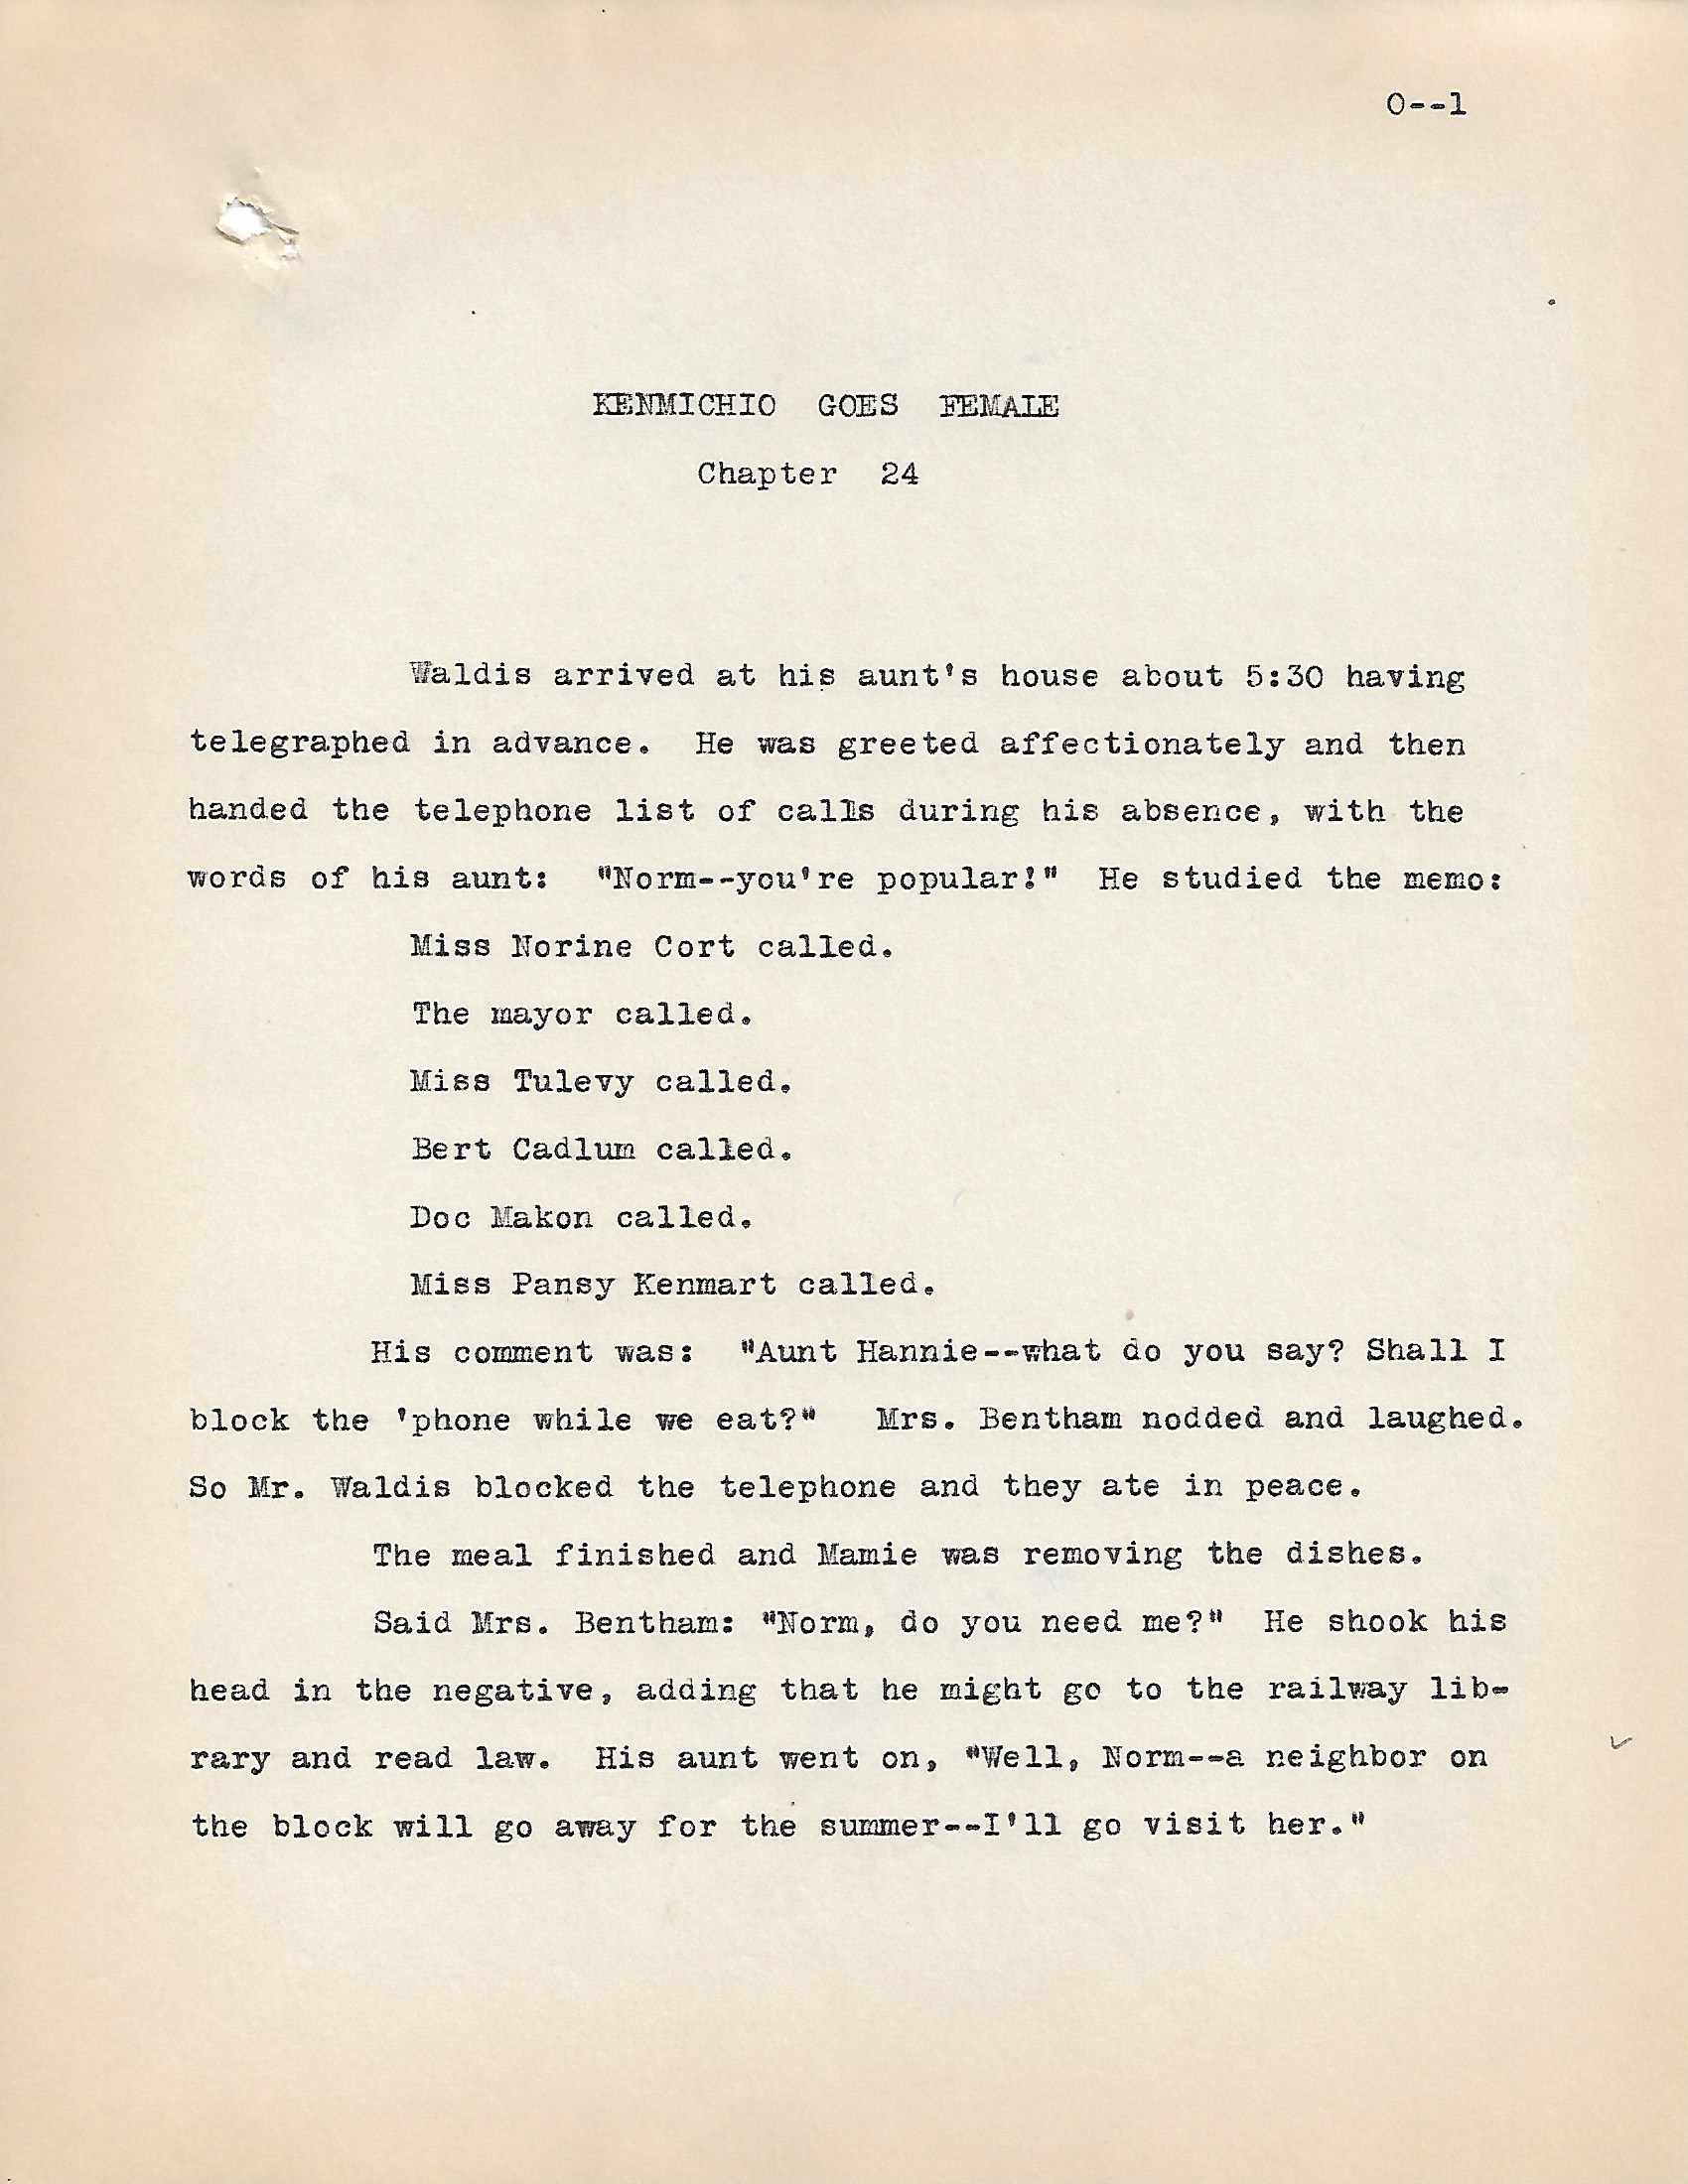 O--1
KENMICHIO GOES FEMALE
Chapter 24
Waldis arrived at his aunt's house about 5:30 having
telegraphed in advance. He was greeted affectionately and then
handed the telephone list of calls during his absence, with the
words of his aunt: "Norm--you're popular!" He studied the memo:
Miss Norine Cort called.
The mayor called.
Miss Tulevy called.
Bert Cadlum called.
Doc Makon called.
Miss Pansy Kenmart called.
His comment was: "Aunt Hannie--what do you say? Shall I
block the 'phone while we eat?" Mrs. Bentham nodded and laughed.
So Mr. Waldis blocked the telephone and they ate in peace.
The meal finished and Mamie was removing the dishes.
Said Mrs. Bentham: "Norm, do you need me?" He shook his
head in the negative, adding that he might go to the railway lib-
rary and read law. His aunt went on, "Well, Norm--a neighbor on
the block will go away for the summer--I'll go visit her."